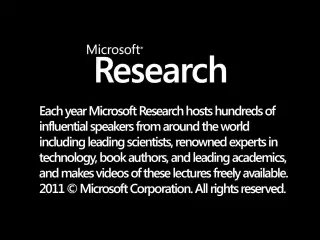 Microsoft®
Research
Each year Microsoft Research hosts hundreds of
influential speakers from around the world
including leading scientists, renowned experts in
technology, book authors, and leading academics,
and makes videos of these lectures freely available.
2011 © Microsoft Corporation. All rights reserved.